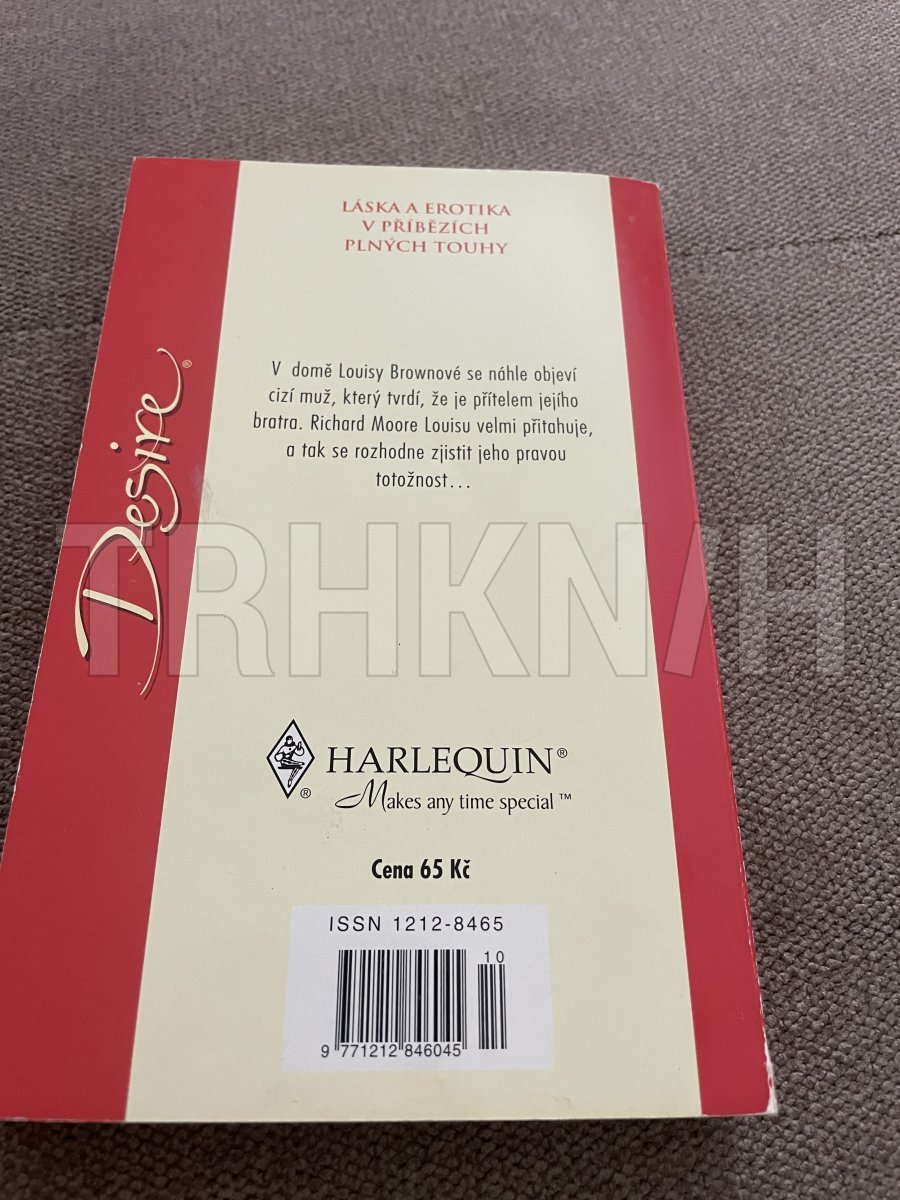 LÁSKA A EROTIKA
V PŘÍBĚZÍCH
PLNÝCH TOUHY
V domě Louisy Brownové se náhle objeví
cizí muž, který tvrdí, že je přítelem jejího
bratra. Richard Moore Louisu velmi přitahuje,
a tak se rozhodne zjistit jeho pravou
totožnost...
Desire®
TRHKN/H
HARLEQUIN®
®
Makes any time special™
Cena 65 Kč
ISSN 1212-8465
10
9 771212 846045